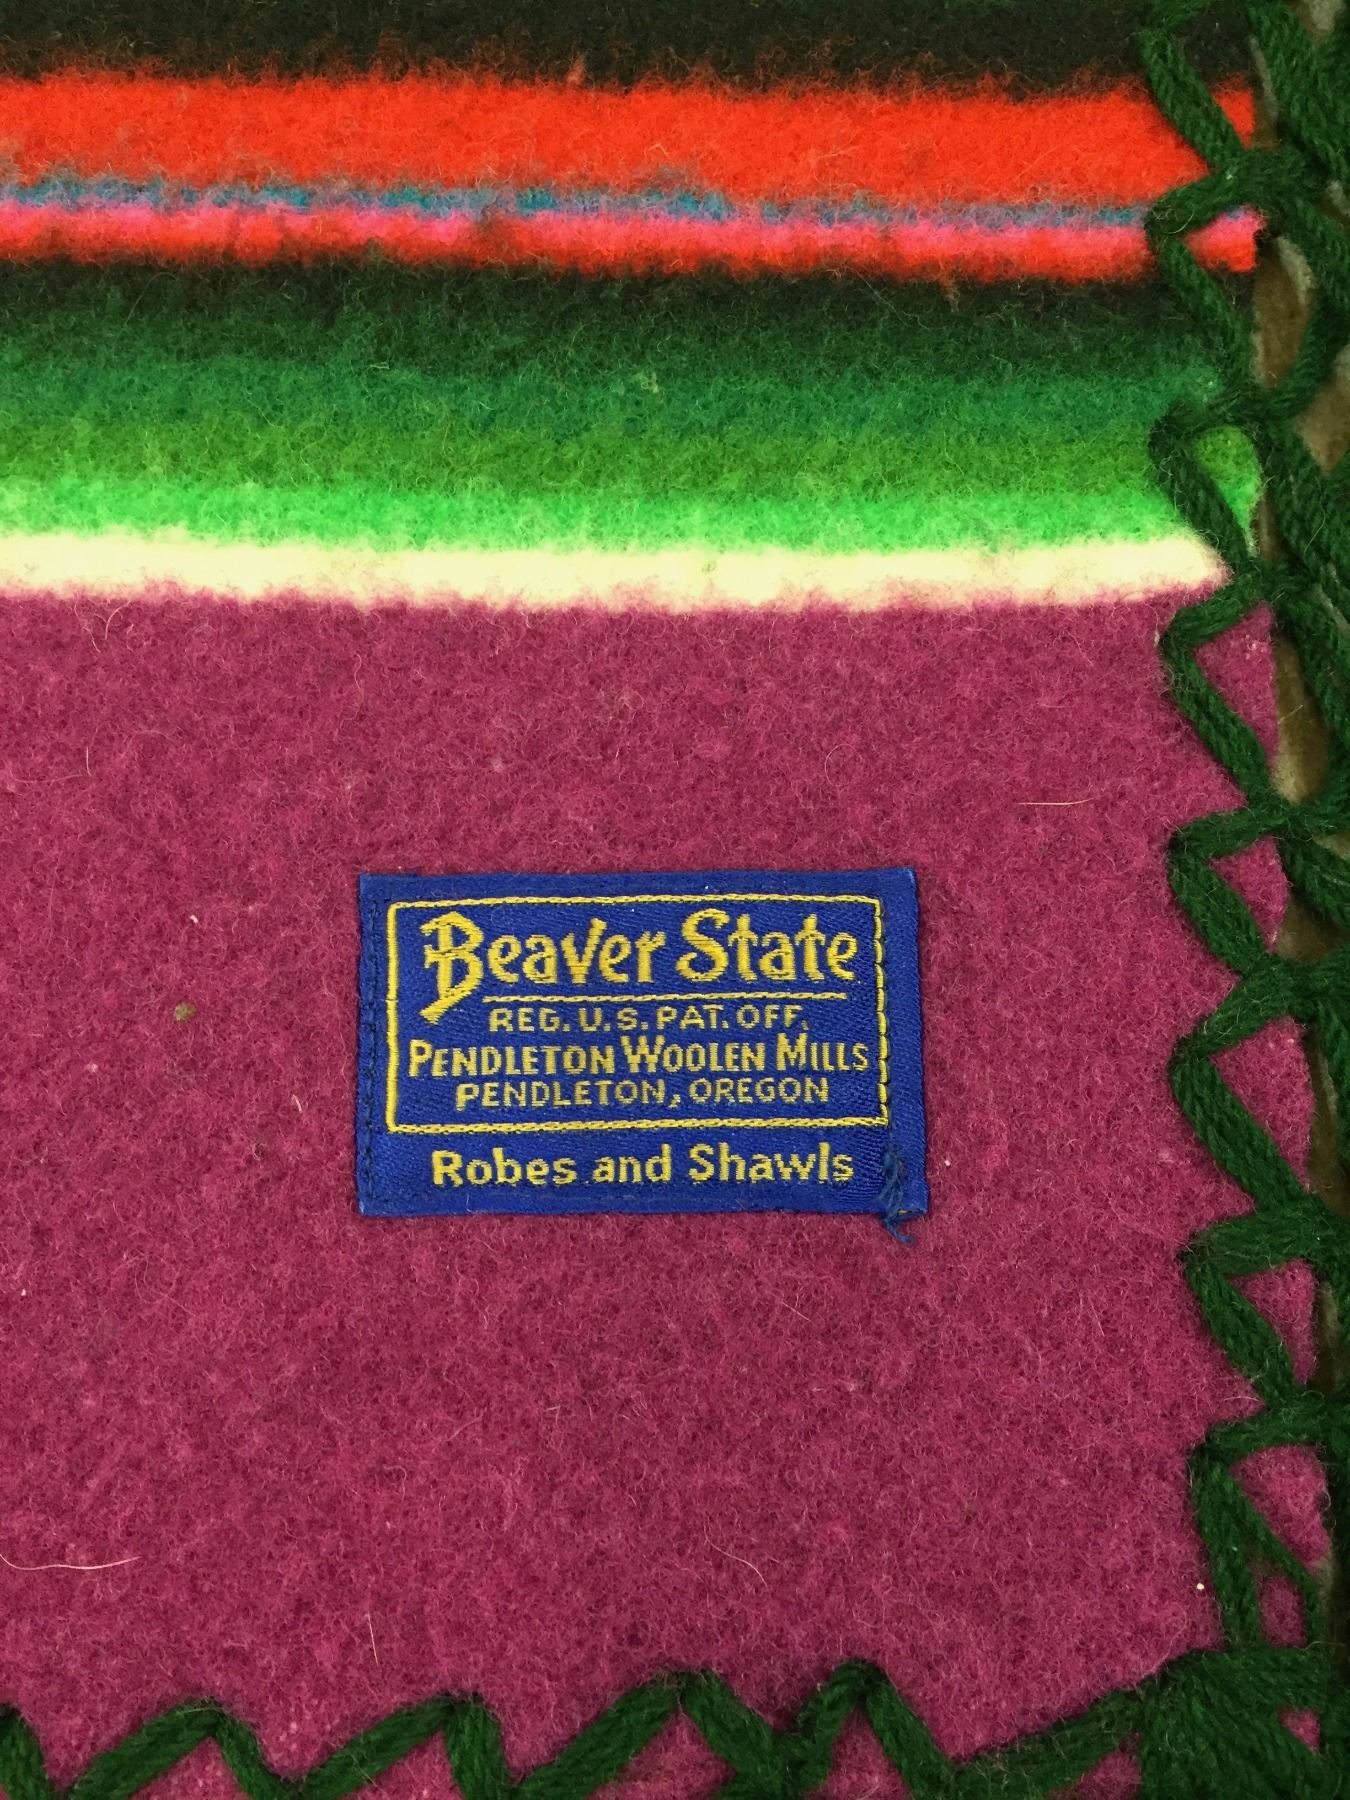 Beaver State
REG. U.S. PAT. OFF.
PENDLETON WOOLEN MILLS
PENDLETON, OREGON
Robes and Shawls